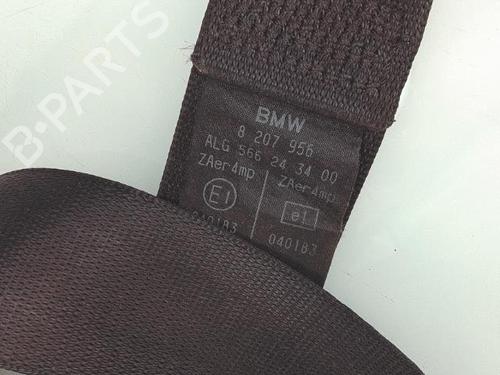 B-PARTS
BMW
8 207 956
ALG 566 24 34 00
ZAer4mp ZAer4mp
E1 e1
040183 040183